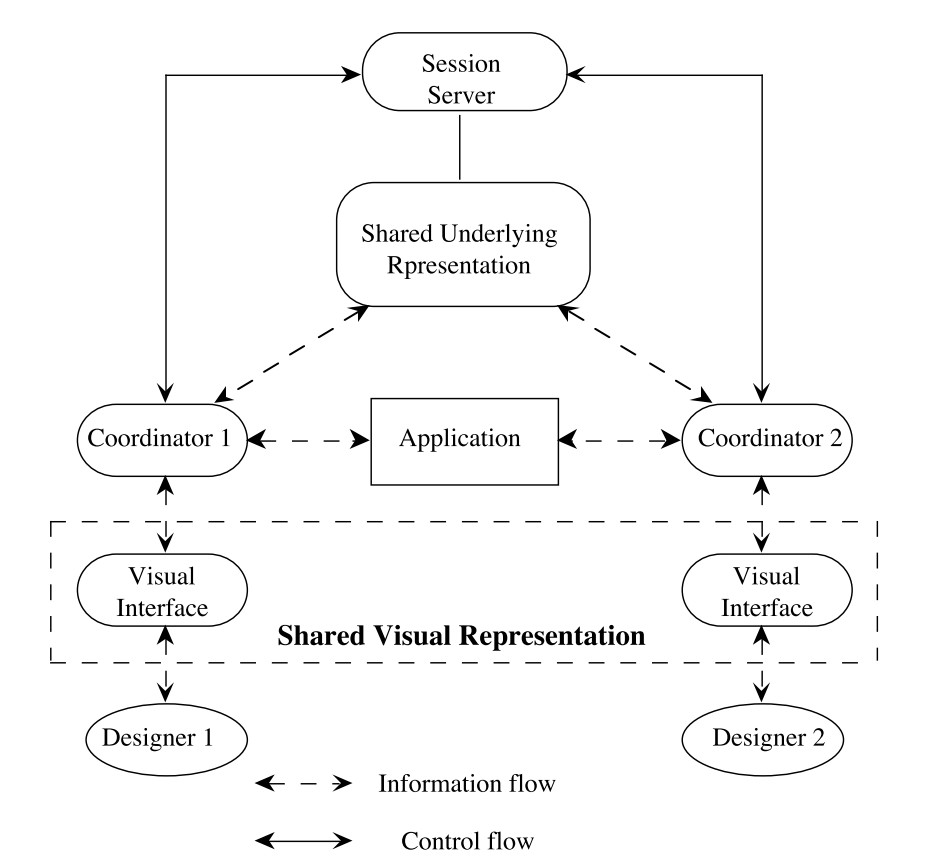 Session
Server
Shared Underlying
Rpresentation
Coordinator 1
Application
Coordinator 2
Visual
Interface
Visual
Interface
Shared Visual Representation
Designer 1
Designer 2
Information flow
Control flow